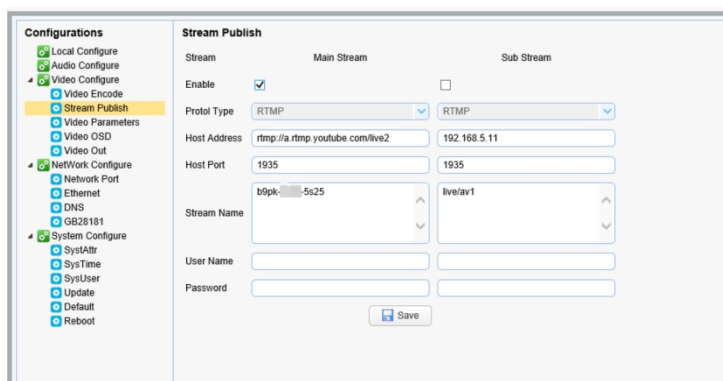 Configurations
Local Configure
Audio Configure
Video Configure
Video Encode
Stream Publish
Video Parameters
Video OSD
Video Out
NetWork Configure
Network Port
Ethernet
DNS
GB28181
System Configure
SystAttr
SysTime
SysUser
Update
Default
Reboot
Stream Publish
Stream Main Stream Sub Stream
Enable
Protol Type RTMP RTMP
Host Address rtmp://a.rtmp.youtube.com/live2 192.168.5.11
Host Port 1935 1935
Stream Name b9pk- -5s25 live/av1
User Name
Password
Save